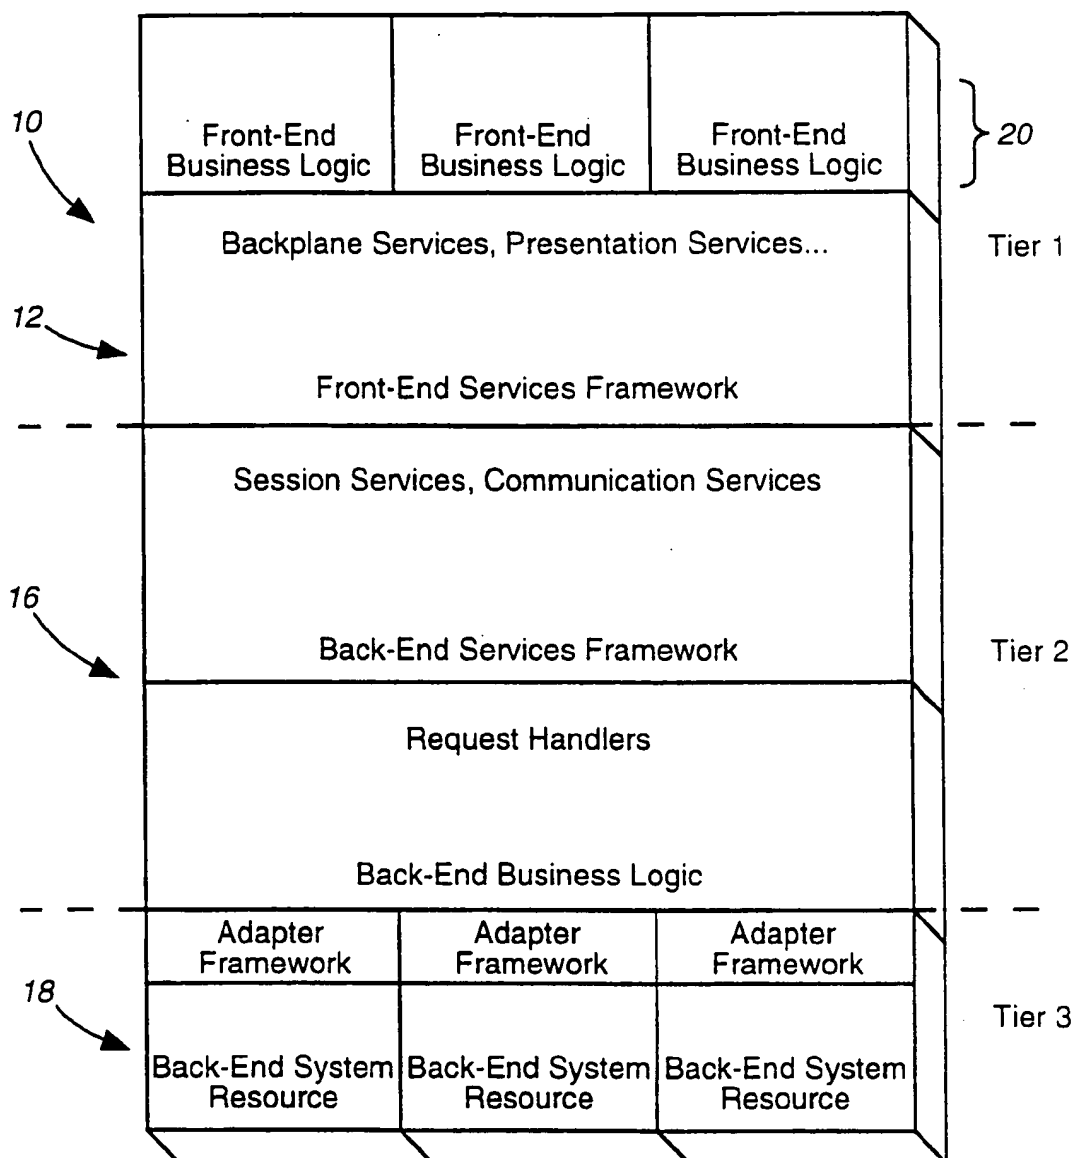 Front-End
Business Logic
Front-End
Business Logic
Front-End
Business Logic
10
20
Backplane Services, Presentation Services...
Tier 1
12
Front-End Services Framework
Session Services, Communication Services
16
Back-End Services Framework
Tier 2
Request Handlers
Back-End Business Logic
Adapter
Framework
Adapter
Framework
Adapter
Framework
18
Tier 3
Back-End System
Resource
Back-End System
Resource
Back-End System
Resource